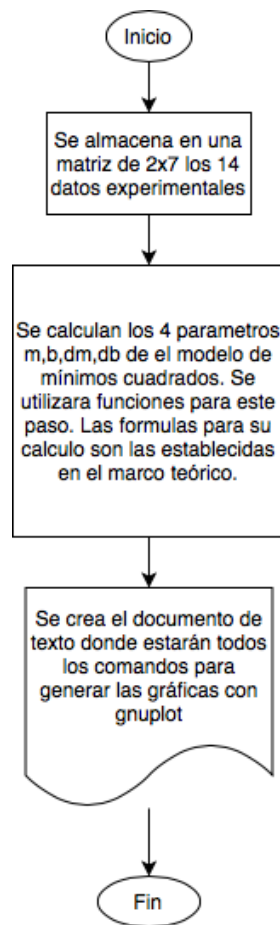 Inicio
Se almacena en una
matriz de 2x7 los 14
datos experimentales
Se calculan los 4 parametros
m,b,dm,db de el modelo de
mínimos cuadrados. Se
utilizara funciones para este
paso. Las formulas para su
calculo son las establecidas
en el marco teórico.
Se crea el documento de
texto donde estarán todos
los comandos para
generar las gráficas con
gnuplot
Fin